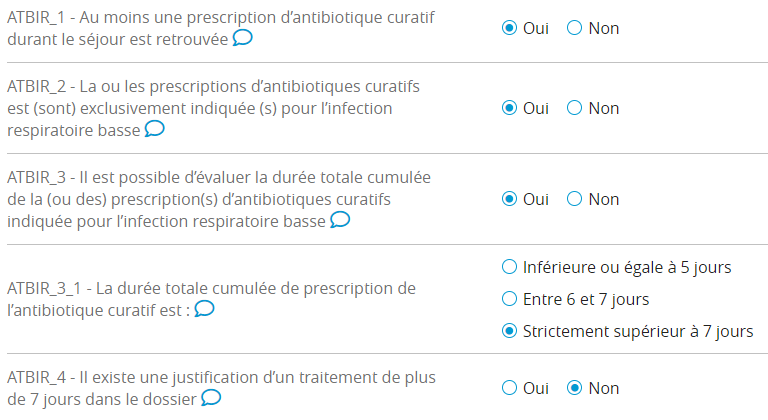 ATBIR_1 - Au moins une prescription d’antibiotique curatif
durant le séjour est retrouvée
Oui Non
ATBIR_2 - La ou les prescriptions d’antibiotiques curatifs
est (sont) exclusivement indiquée (s) pour l’infection
respiratoire basse
Oui Non
ATBIR_3 - Il est possible d’évaluer la durée totale cumulée
de la (ou des) prescription(s) d’antibiotiques curatifs
indiquée pour l’infection respiratoire basse
Oui Non
ATBIR_3_1 - La durée totale cumulée de prescription de
l’antibiotique curatif est :
Inférieure ou égale à 5 jours
Entre 6 et 7 jours
Strictement supérieur à 7 jours
ATBIR_4 - Il existe une justification d’un traitement de plus
de 7 jours dans le dossier
Oui Non